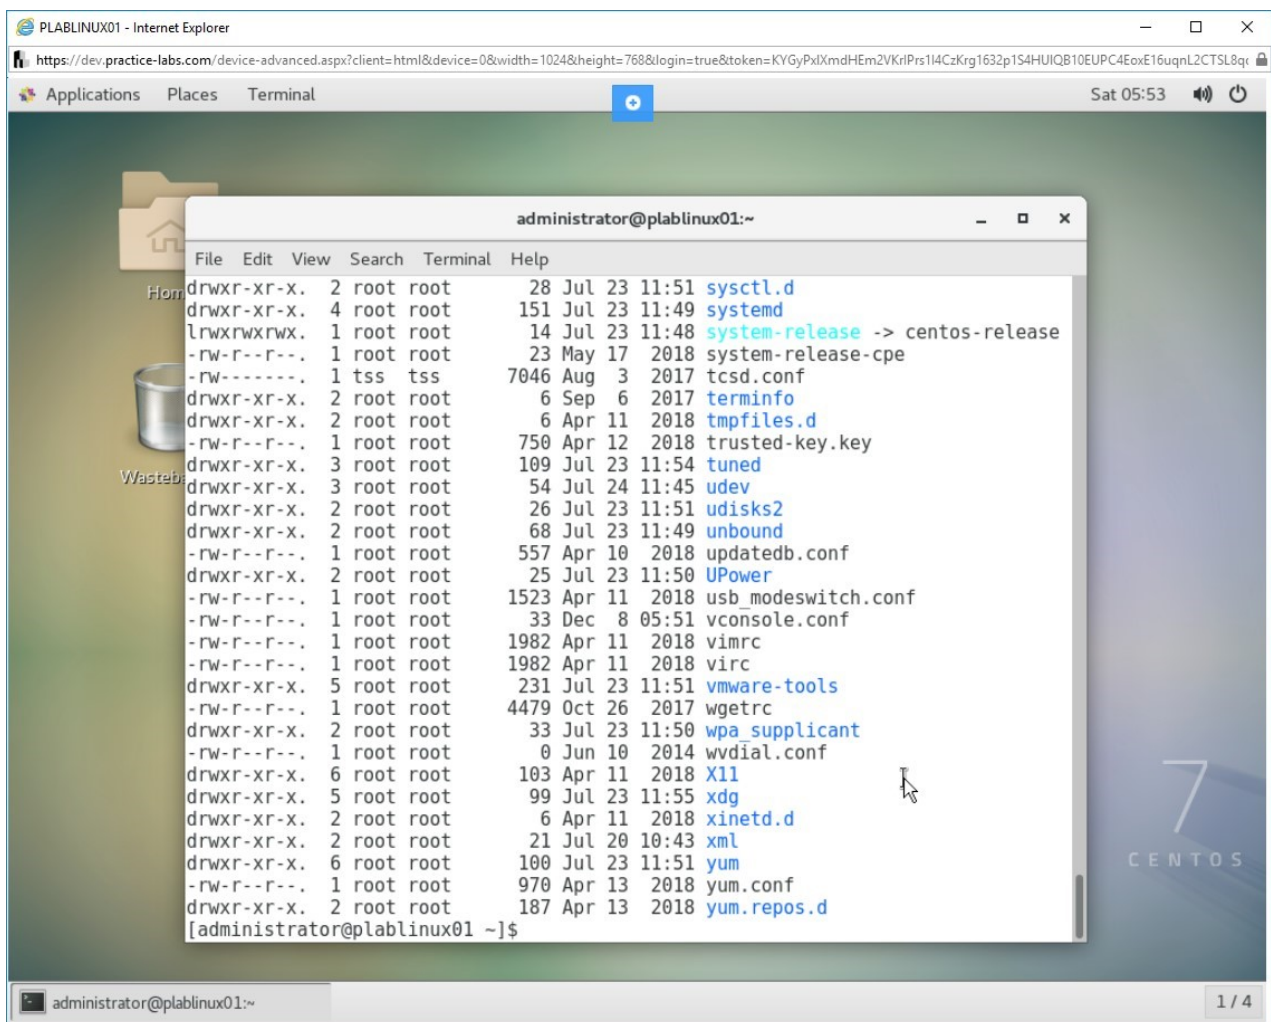 PLABLINUX01 - Internet Explorer
https://dev.practice-labs.com/device-advanced.aspx?client=html&device=0&width=1024&height=768&login=true&token=
Applications Places Terminal Sat 05:53
administrator@plablinux01:~
File Edit View Search Terminal Help
Hom
Wasteb
drwxr-xr-x. 2 root root 28 Jul 23 11:51 sysctl.d
drwxr-xr-x. 4 root root 151 Jul 23 11:49 systemd
lrwxrwxrwx. 1 root root 14 Jul 23 11:48 system-release -> centos-release
-rw-r--r--. 1 root root 23 May 17 2018 system-release-cpe
-rw-------. 1 tss tss 7046 Aug 3 2017 tcsd.conf
drwxr-xr-x. 2 root root 6 Sep 6 2017 terminfo
drwxr-xr-x. 2 root root 6 Apr 11 2018 tmpfiles.d
-rw-r--r--. 1 root root 750 Apr 12 2018 trusted-key.key
drwxr-xr-x. 3 root root 109 Jul 23 11:54 tuned
drwxr-xr-x. 3 root root 54 Jul 24 11:45 udev
drwxr-xr-x. 2 root root 26 Jul 23 11:51 udisks2
drwxr-xr-x. 2 root root 68 Jul 23 11:49 unbound
-rw-r--r--. 1 root root 557 Apr 10 2018 updatedb.conf
drwxr-xr-x. 2 root root 25 Jul 23 11:50 UPower
-rw-r--r--. 1 root root 1523 Apr 11 2018 usb_modeswitch.conf
-rw-r--r--. 1 root root 33 Dec 8 05:51 vconsole.conf
-rw-r--r--. 1 root root 1982 Apr 11 2018 vimrc
-rw-r--r--. 1 root root 1982 Apr 11 2018 virc
drwxr-xr-x. 5 root root 231 Jul 23 11:51 vmware-tools
-rw-r--r--. 1 root root 4479 Oct 26 2017 wgetrc
drwxr-xr-x. 2 root root 33 Jul 23 11:50 wpa_supplicant
-rw-r--r--. 1 root root 0 Jun 10 2014 wvdial.conf
drwxr-xr-x. 6 root root 103 Apr 11 2018 X11
drwxr-xr-x. 5 root root 99 Jul 23 11:55 xdg
drwxr-xr-x. 2 root root 6 Apr 11 2018 xinetd.d
drwxr-xr-x. 2 root root 21 Jul 20 10:43 xml
drwxr-xr-x. 6 root root 100 Jul 23 11:51 yum
-rw-r--r--. 1 root root 970 Apr 13 2018 yum.conf
drwxr-xr-x. 2 root root 187 Apr 13 2018 yum.repos.d
[administrator@plablinux01 ~]$
7
CENTOS
administrator@plablinux01:~ 1 / 4